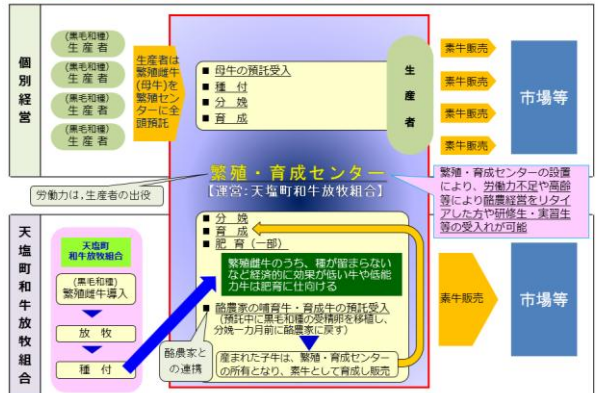 個別経営
(黒毛和種)
生 産 者
(黒毛和種)
生 産 者
(黒毛和種)
生 産 者
(黒毛和種)
生 産 者
生産者は
繁殖雌牛
(母牛)を
繁殖セン
ターに全
頭預託
■ 母牛の預託受入
■ 種 付
■ 分 娩
■ 育 成
生産者
素牛販売
素牛販売
素牛販売
素牛販売
市場等
繁殖・育成センター
【運営:天塩町和牛放牧組合】
労働力は,生産者の出役
繁殖・育成センターの設置
により、労働力不足や高齢
等により酪農経営をリタイ
アした方や研修生・実習生
等の受入れが可能
天塩町和牛放牧組合
天塩町
和牛放牧組合
(黒毛和種)
繁殖雌牛導入
放 牧
種 付
■ 分 娩
■ 育 成
■ 肥 育(一部)
繁殖雌牛のうち、種が留まらない
など経済的に効果が低い牛や低能
力牛は肥育に仕向ける
■ 酪農家の哺育牛・育成牛の預託受入
(預託中に黒毛和種の受精卵を移植し、
分娩一カ月前に酪農家に戻す)
酪農家と
の連携
産まれた子牛は、繁殖・育成センター
の所有となり、素牛として育成し販売
素牛販売
市場等